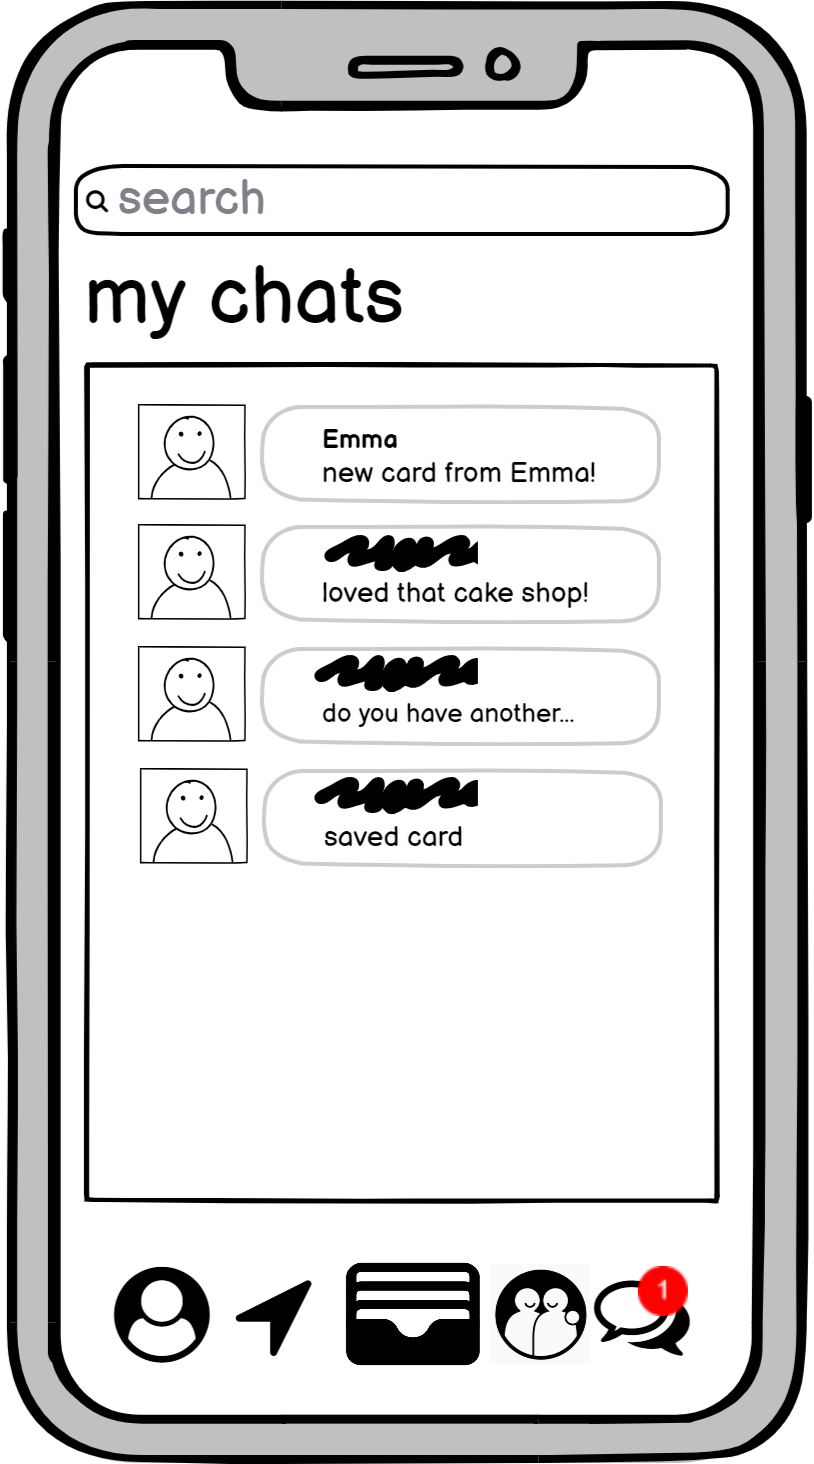 search
my chats
Emma
new card from Emma!
loved that cake shop!
do you have another...
saved card
1